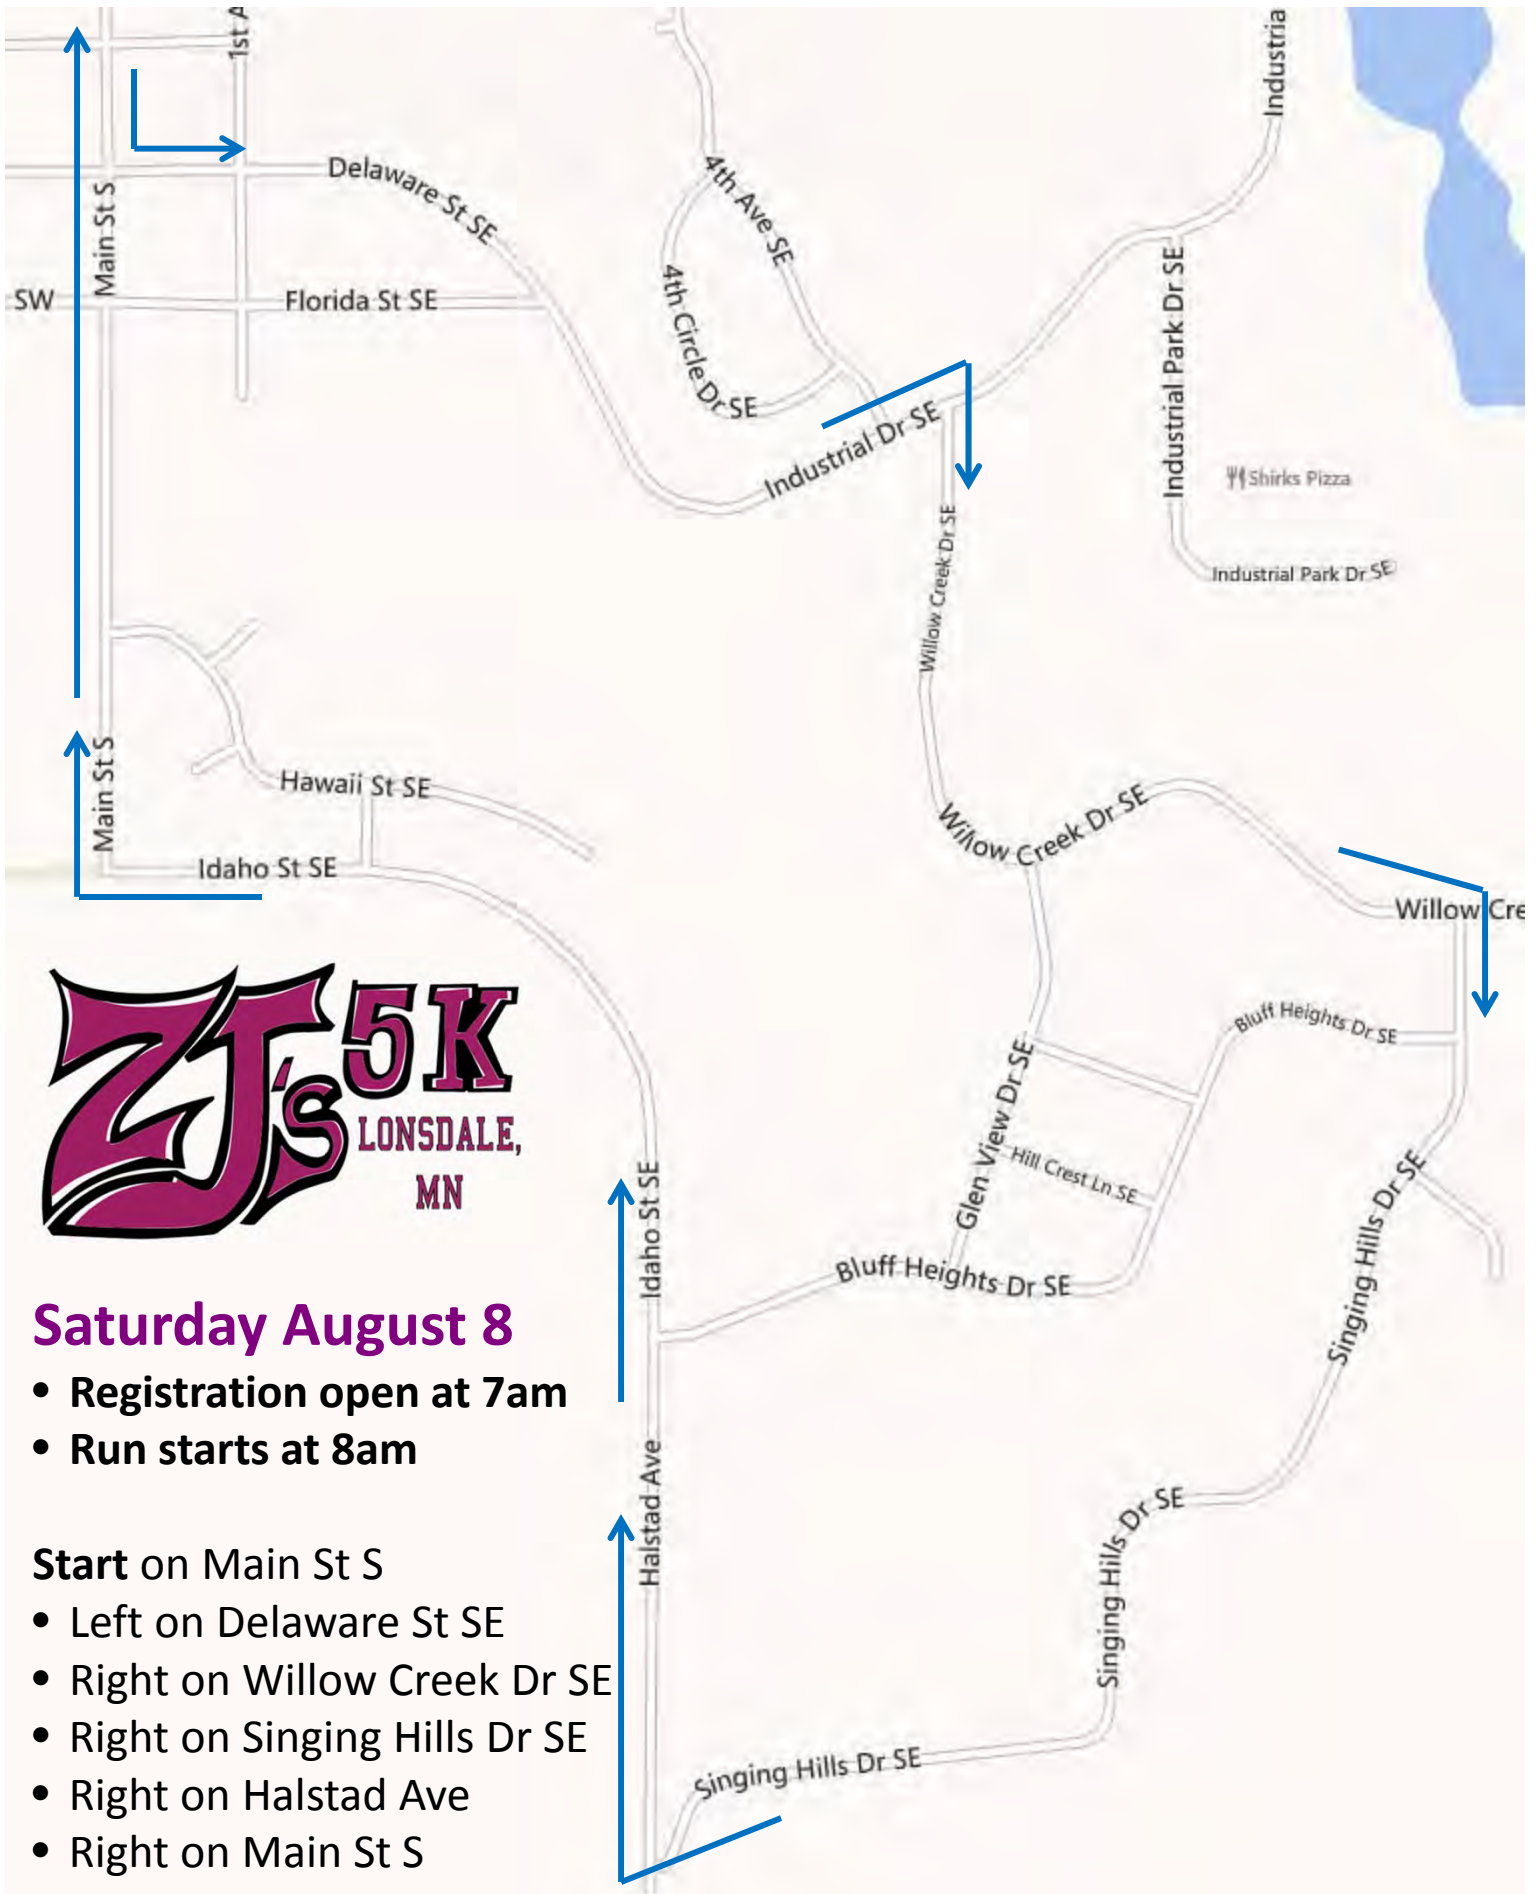 1st A
Industria
Delaware St SE
4th Ave SE
Main St S
SW
Florida St SE
4th Circle Dr SE
Industrial Park Dr SE
Industrial Dr SE
Shirks Pizza
Willow Creek Dr SE
Industrial Park Dr SE
Main St S
Hawaii St SE
Willow Creek Dr SE
Idaho St SE
Willow Cre
ZJ's 5K
LONSDALE,
MN
Bluff Heights Dr SE
Glen View Dr SE
Hill Crest Ln SE
Singing Hills Dr SE
Idaho St SE
Bluff Heights Dr SE
Saturday August 8
• Registration open at 7am
• Run starts at 8am
Halstad Ave
Singing Hills Dr SE
Start on Main St S
• Left on Delaware St SE
• Right on Willow Creek Dr SE
• Right on Singing Hills Dr SE
• Right on Halstad Ave
• Right on Main St S
Singing Hills Dr SE